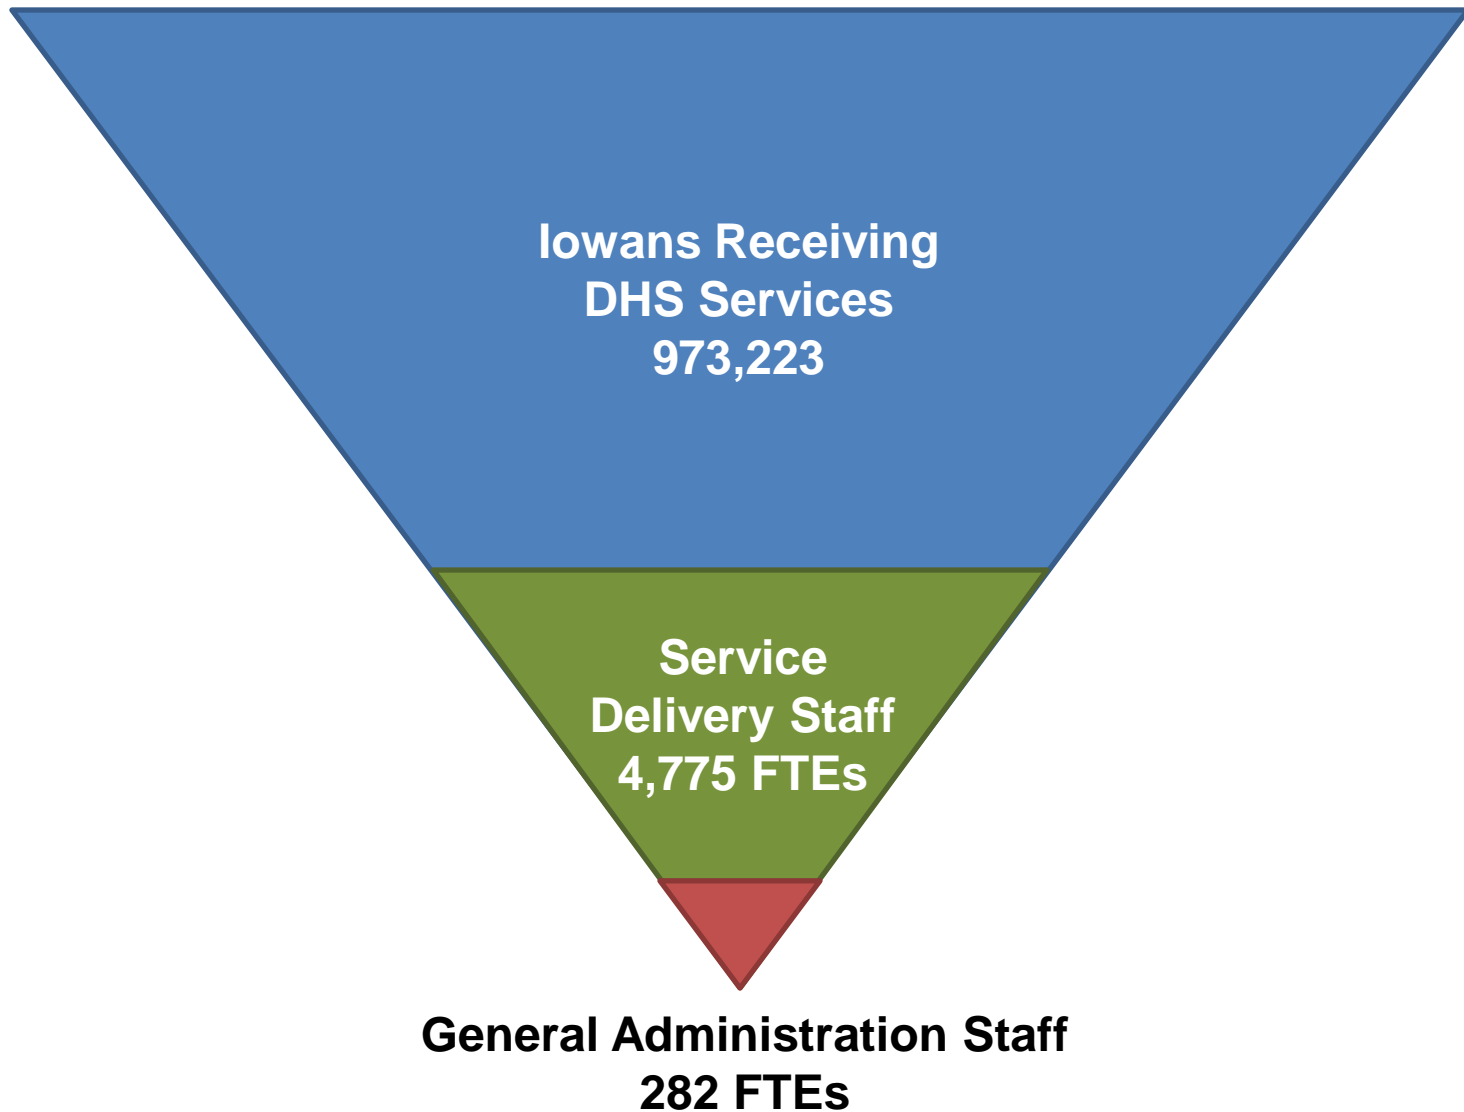 Iowans Receiving
DHS Services
973,223
Service
Delivery Staff
4,775 FTEs
General Administration Staff
282 FTEs